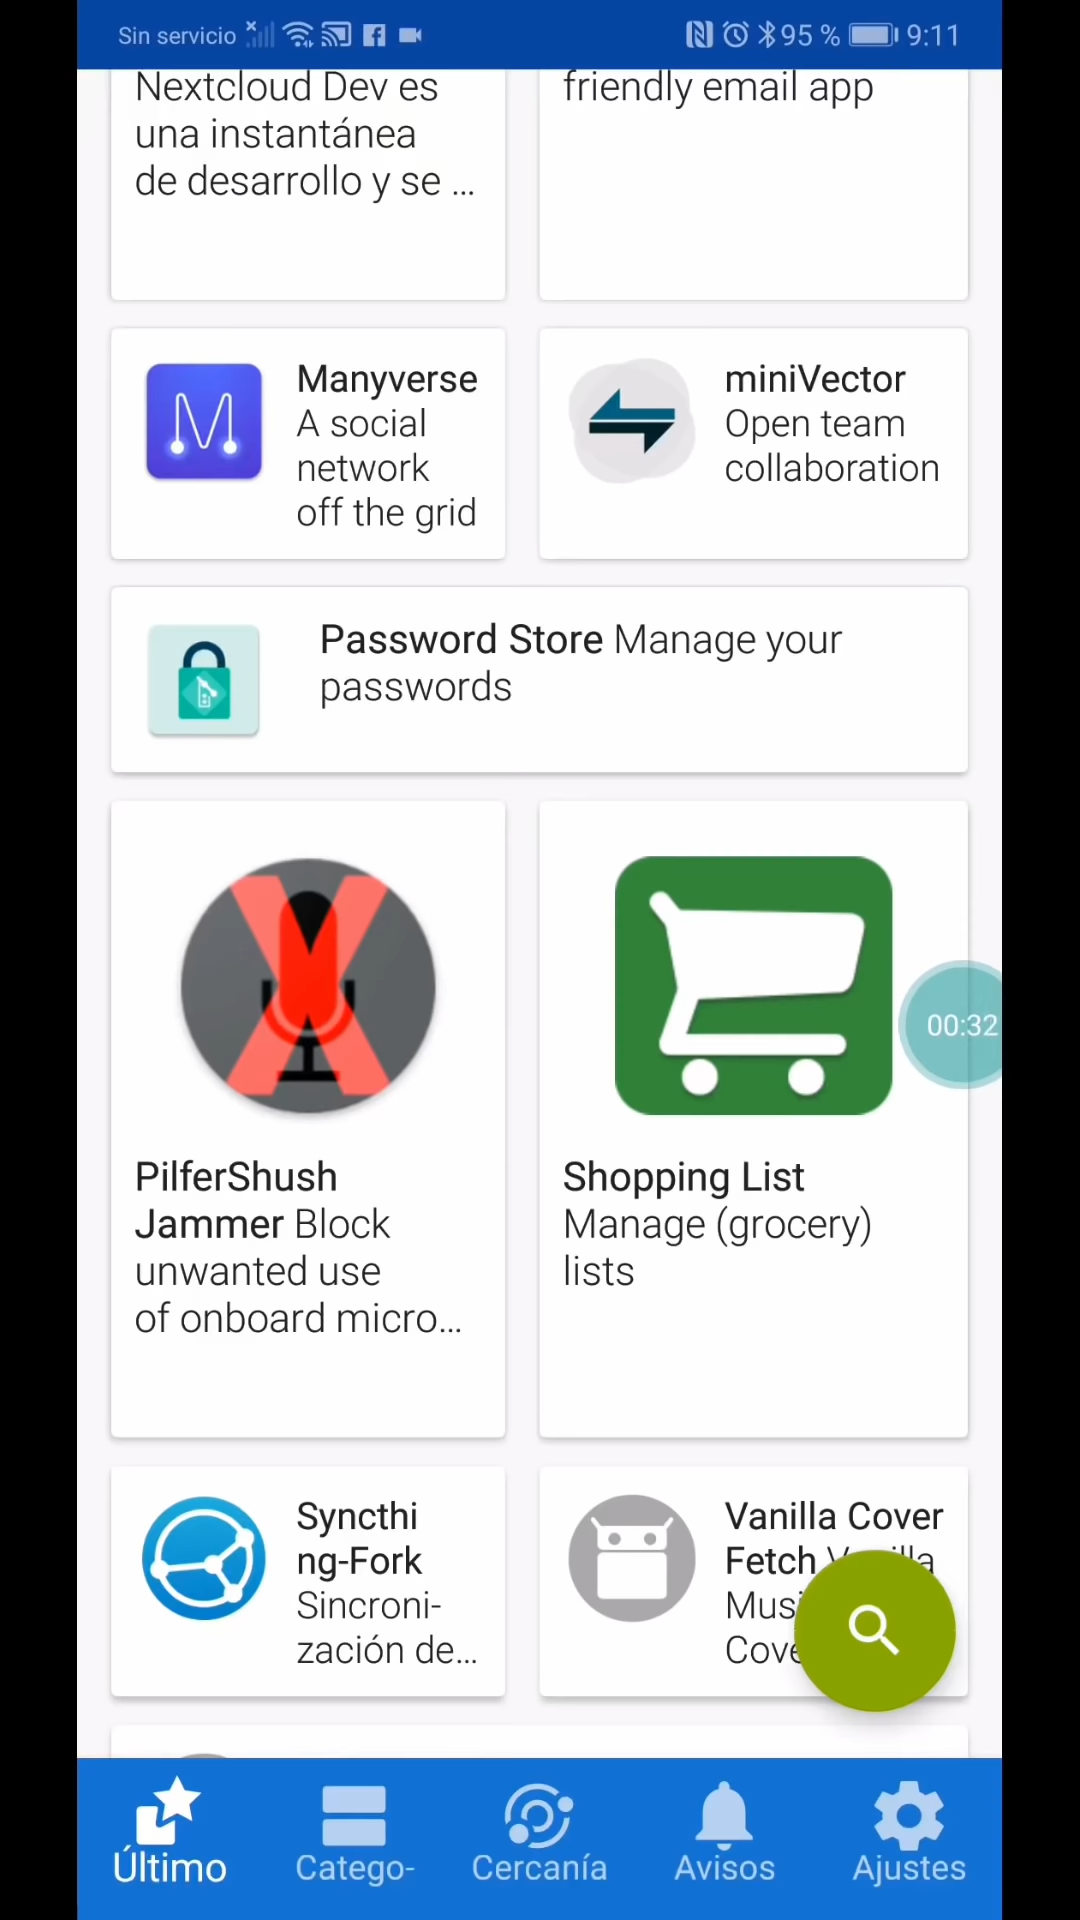 Sin servicio
95 %
9:11
Nextcloud Dev es
una instantánea
de desarrollo y se ...
friendly email app
Manyverse
A social
network
off the grid
miniVector
Open team
collaboration
Password Store Manage your
passwords
PilferShush
Jammer Block
unwanted use
of onboard micro...
Shopping List
Manage (grocery)
lists
00:32
Syncthi
ng-Fork
Sincroni-
zación de...
Vanilla Cover
Fetch
Último
Catego-
Cercanía
Avisos
Ajustes